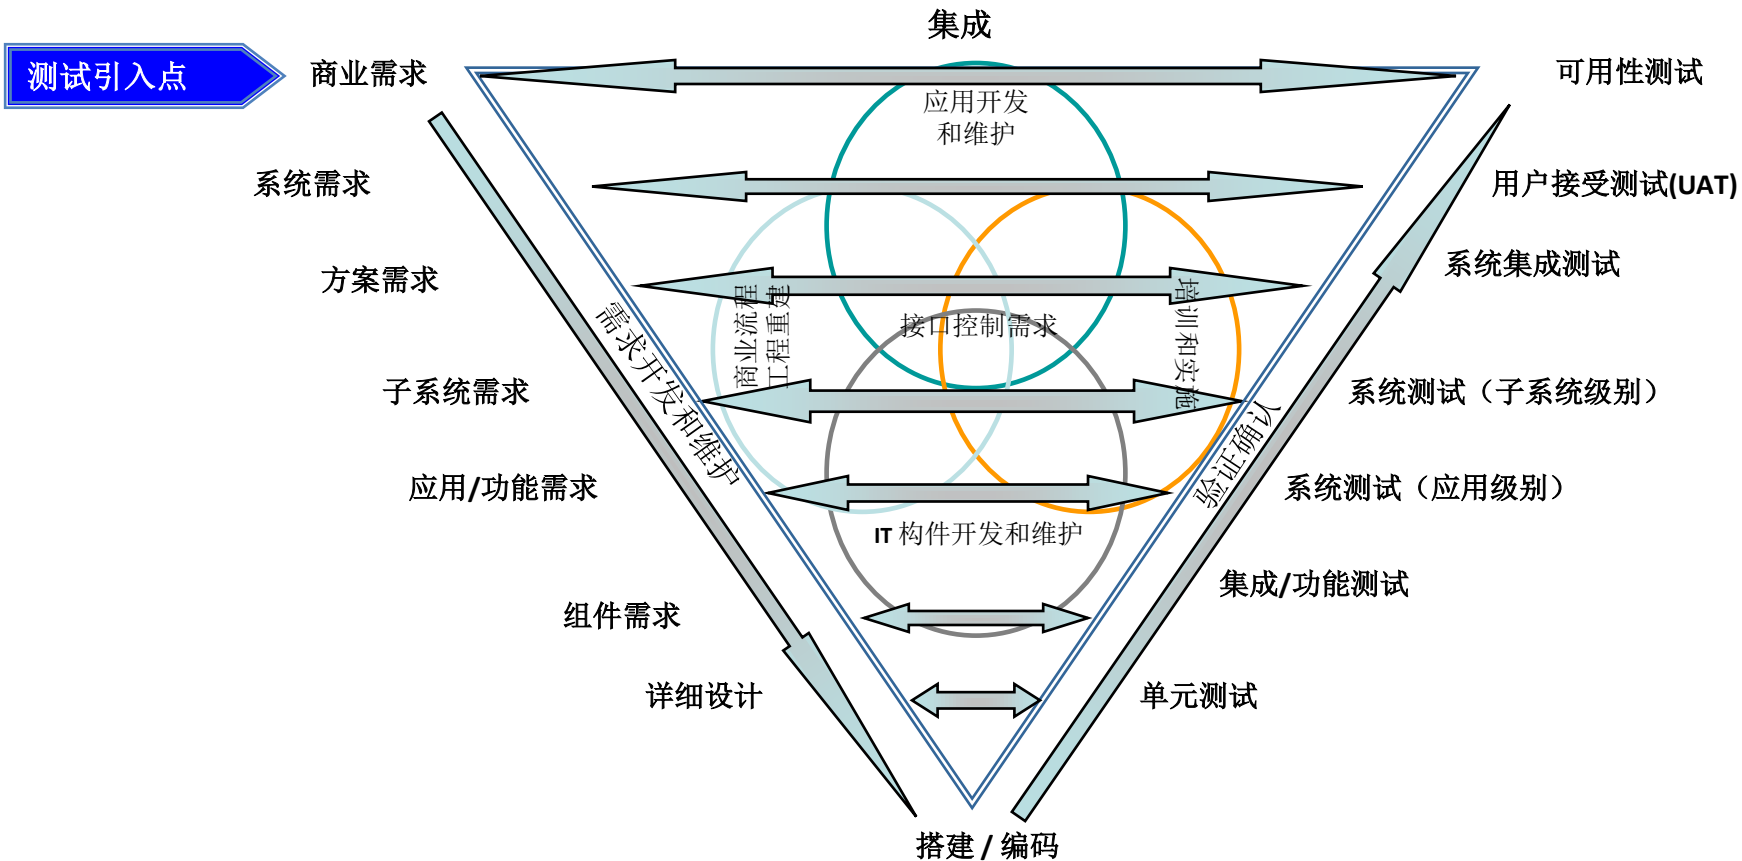 集成
测试引入点
商业需求
可用性测试
应用开发
和维护
系统需求
用户接受测试(UAT)
方案需求
系统集成测试
商业流程
工程重建
接口控制需求
培训和实施
需求开发和维护
子系统需求
系统测试（子系统级别）
验证确认
应用/功能需求
系统测试（应用级别）
IT 构件开发和维护
集成/功能测试
组件需求
详细设计
单元测试
搭建 / 编码